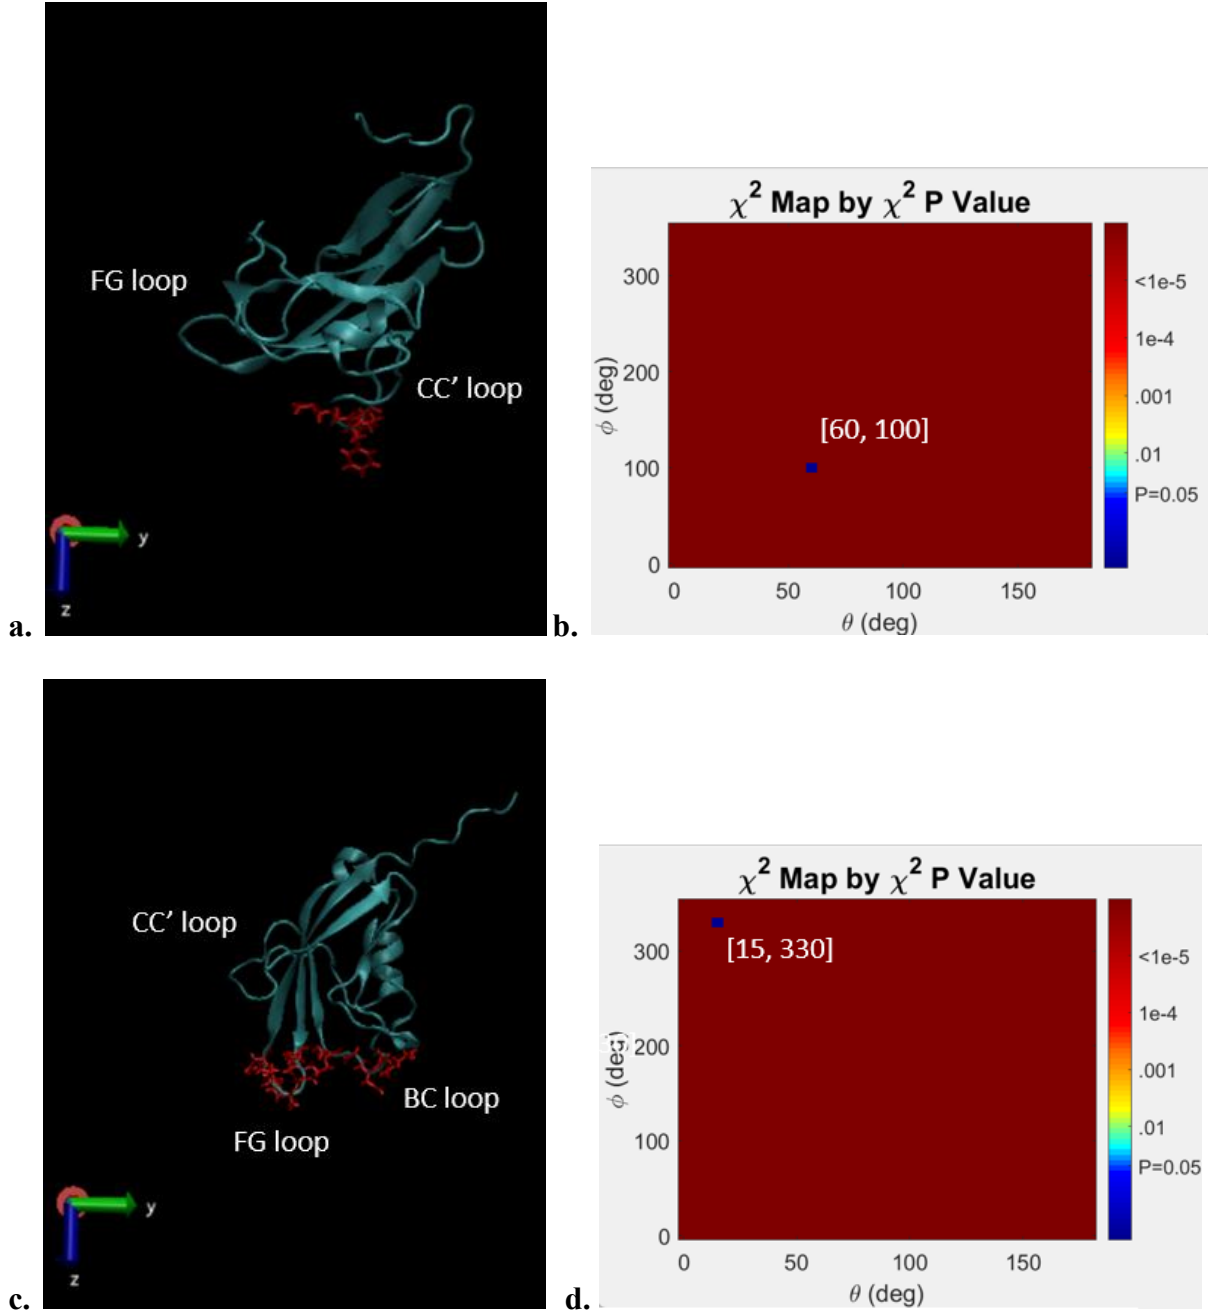 FG loop
CC’ loop
y
z
a.
χ² Map by χ² P Value
300
200
100
0
ϕ (deg)
[60, 100]
0 50 100 150
θ (deg)
<1e-5
1e-4
.001
.01
P=0.05
b.
CC’ loop
BC loop
FG loop
y
z
c.
χ² Map by χ² P Value
300
200
100
0
ϕ (deg)
[15, 330]
0 50 100 150
θ (deg)
<1e-5
1e-4
.001
.01
P=0.05
d.